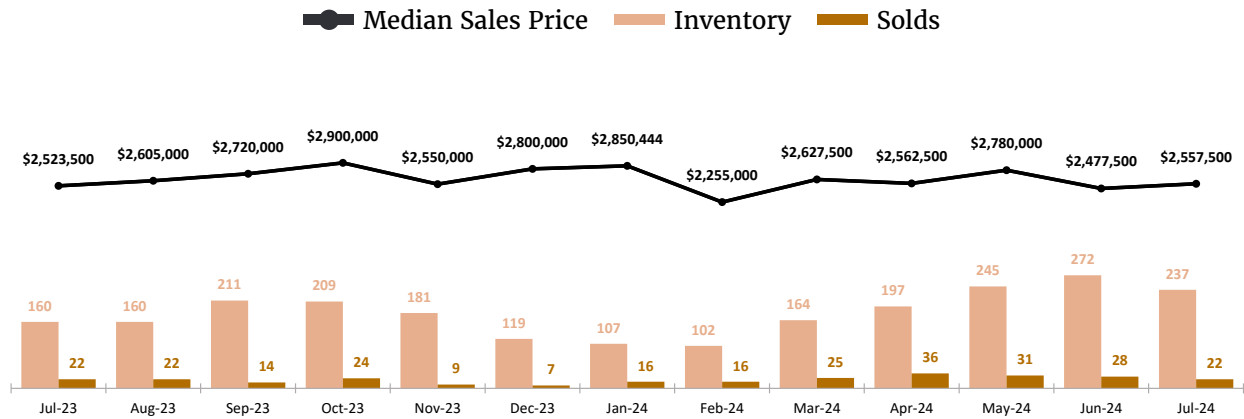 Median Sales Price Inventory Solds
$2,523,500 $2,605,000 $2,720,000 $2,900,000 $2,550,000 $2,800,000 $2,850,444 $2,255,000 $2,627,500 $2,562,500 $2,780,000 $2,477,500 $2,557,500
160 160 211 209 181 119 107 102 164 197 245 272 237
22 22 14 24 9 7 16 16 25 36 31 28 22
Jul-23 Aug-23 Sep-23 Oct-23 Nov-23 Dec-23 Jan-24 Feb-24 Mar-24 Apr-24 May-24 Jun-24 Jul-24